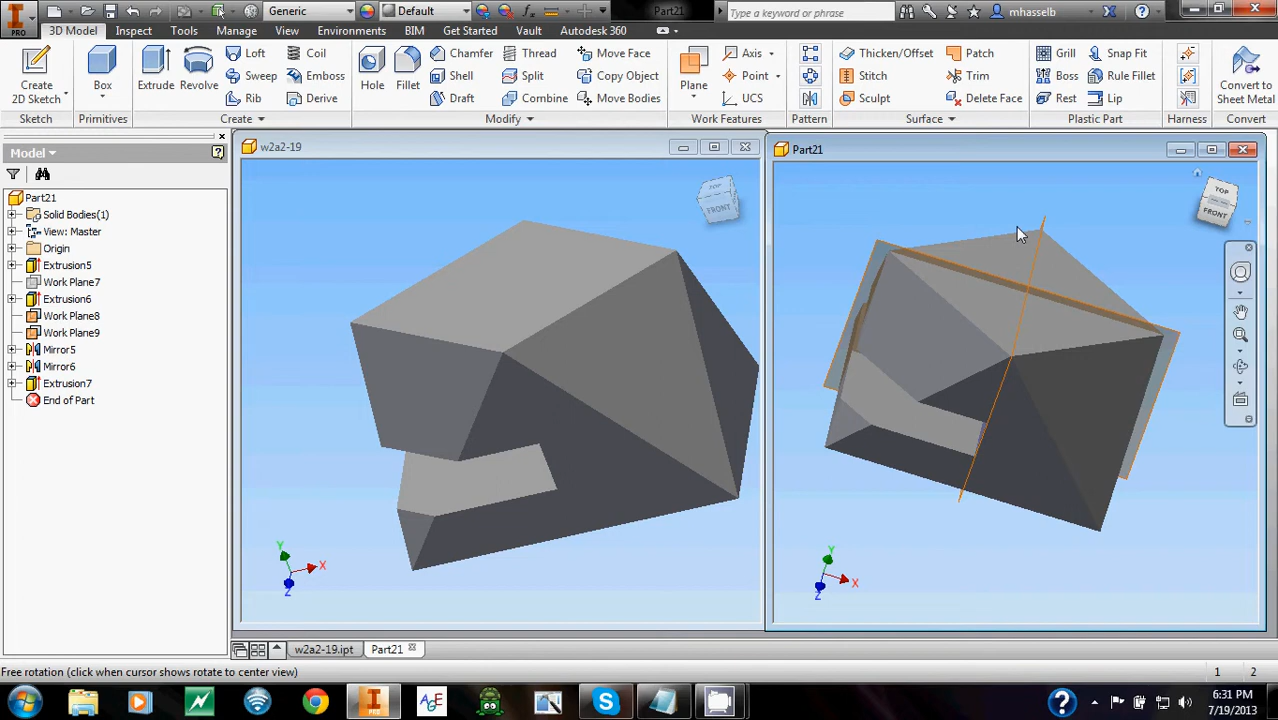 Generic Default Part21 Type a keyword or phrase mhasselb
PRO 3D Model Inspect Tools Manage View Environments BIM Get Started Vault Autodesk 360
Create 2D Sketch Box Extrude Revolve Loft Coil Hole Fillet Chamfer Thread Move Face Plane Axis Thicken/Offset Patch Grill Snap Fit Convert to Sheet Metal
Sweep Emboss Shell Split Copy Object Point Stitch Trim Boss Rule Fillet
Rib Derive Draft Combine Move Bodies UCS Sculpt Delete Face Rest Lip
Sketch Primitives Create Modify Work Features Pattern Surface Plastic Part Harness Convert
Model
Part21
Solid Bodies(1)
View: Master
Origin
Extrusion5
Work Plane7
Extrusion6
Work Plane8
Work Plane9
Mirror5
Mirror6
Extrusion7
End of Part
w2a2-19
TOP
FRONT
Y
X
Z
Part21
TOP
FRONT
Y
X
Z
w2a2-19.ipt Part21
Free rotation (click when cursor shows rotate to center view) 1 2
6:31 PM
7/19/2013